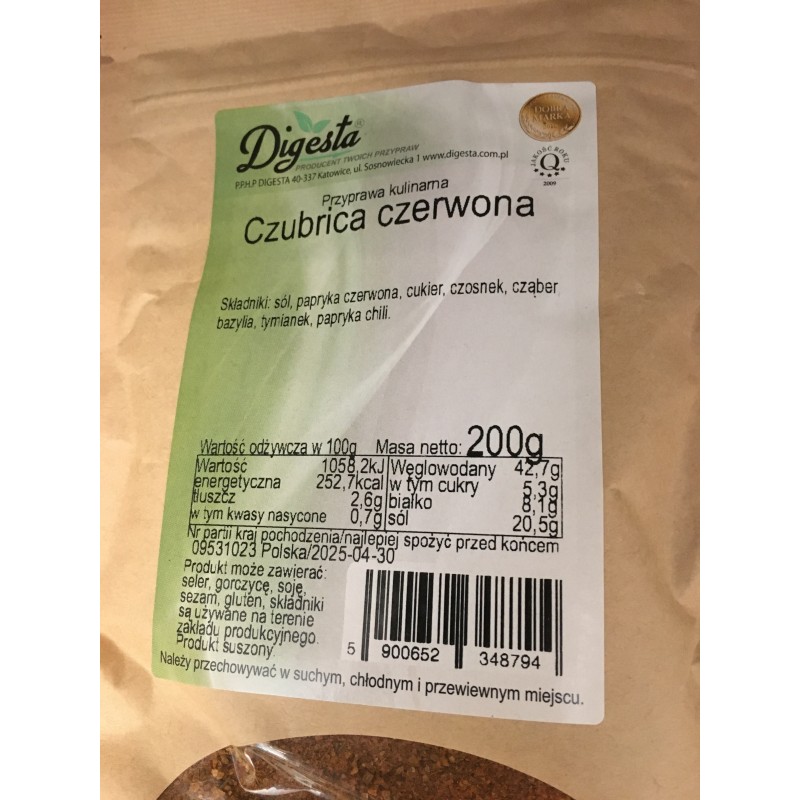 Digesta®
PRODUCENT TWOICH PRZYPRAW
P.P.H.P DIGESTA 40-337 Katowice, ul. Sosnowiecka 1 www.digesta.com.pl
DOBRA
MARKA
JAKOŚĆ ROKU
Q
2009
Przyprawa kulinarna
Czubrica czerwona
Składniki: sól, papryka czerwona, cukier, czosnek, cząber
bazylia, tymianek, papryka chili.
Wartość odżywcza w 100g Masa netto: 200g
Wartość 1058,2kJ Węglowodany 42,7g
energetyczna 252,7kcal w tym cukry 5,3g
tłuszcz 2,6g białko 8,1g
w tym kwasy nasycone 0,7g sól 20,5g
Nr partii kraj pochodzenia/najlepiej spożyć przed końcem
09531023 Polska/2025-04-30
Produkt może zawierać:
seler, gorczycę, soję,
sezam, gluten, składniki
są używane na terenie
zakładu produkcyjnego.
Produkt suszony.
5 900652 348794
Należy przechowywać w suchym, chłodnym i przewiewnym miejscu.